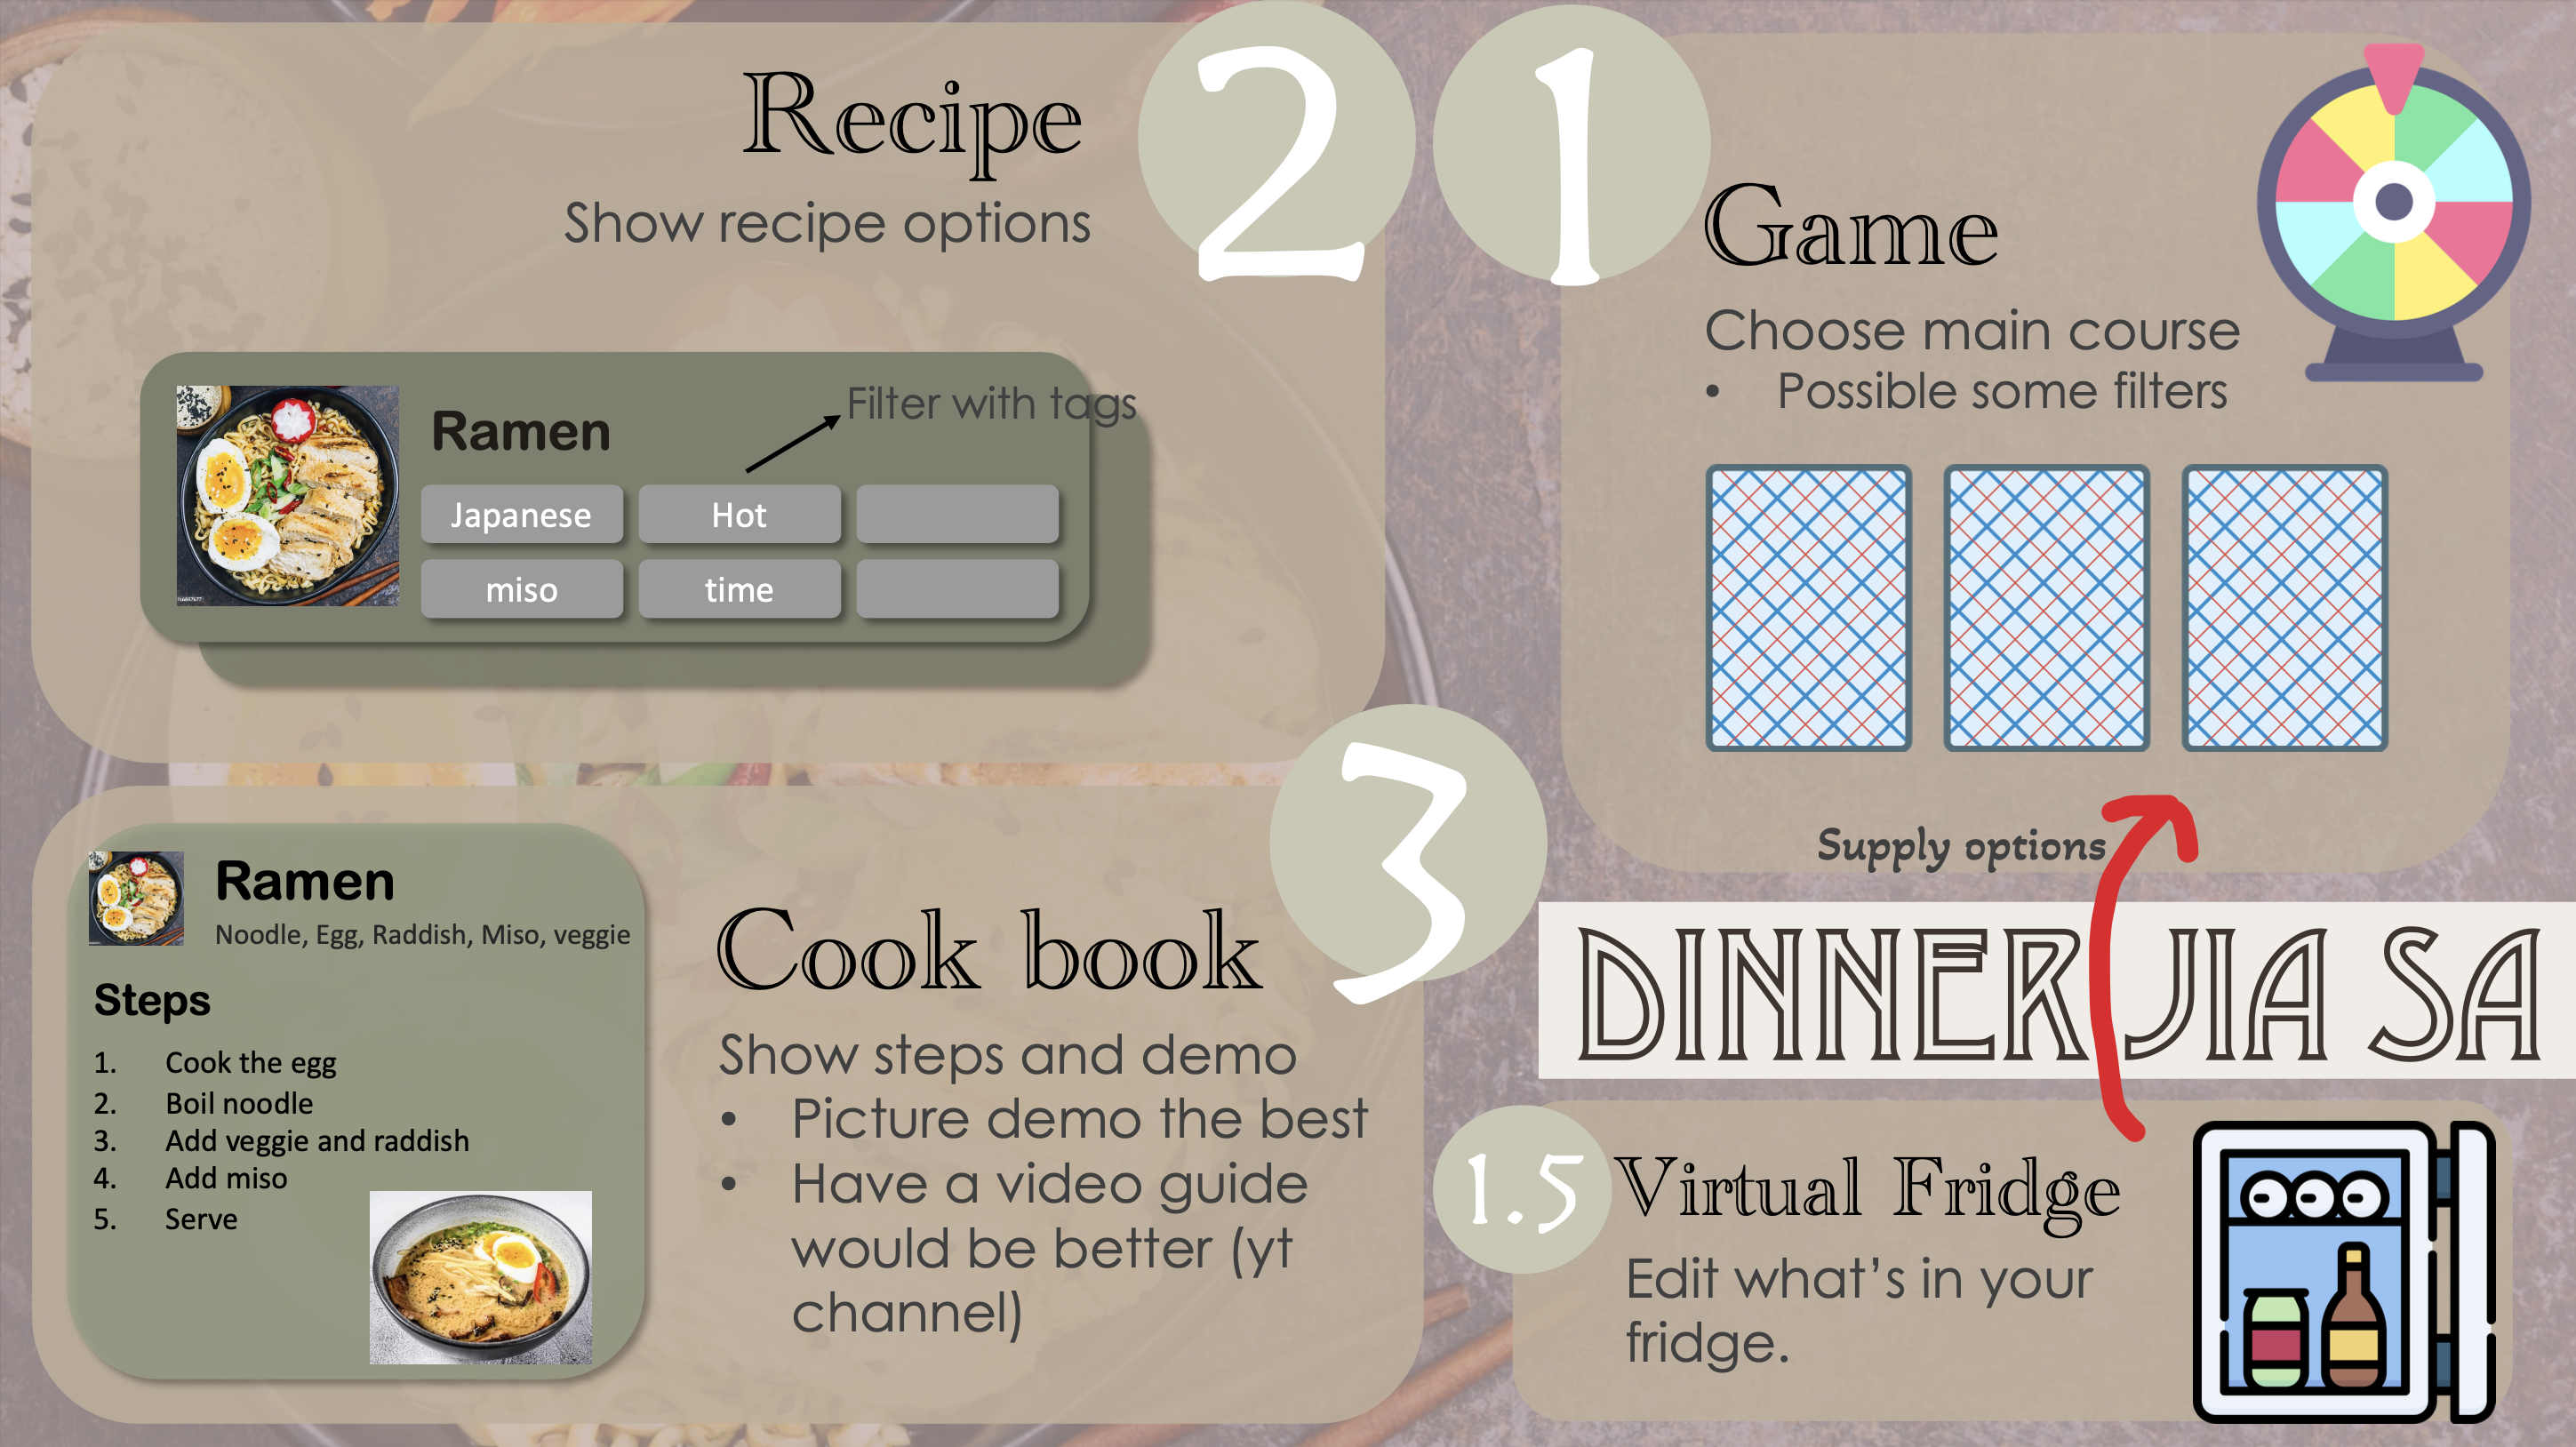 Recipe
Show recipe options
2
Ramen
Filter with tags
Japanese
Hot
miso
time
1
Game
Choose main course
• Possible some filters
Supply options
DINNER JIA SA
1.5
Virtual Fridge
Edit what's in your
fridge.
3
Cook book
Show steps and demo
• Picture demo the best
• Have a video guide
would be better (yt
channel)
Ramen
Noodle, Egg, Raddish, Miso, veggie
Steps
1. Cook the egg
2. Boil noodle
3. Add veggie and raddish
4. Add miso
5. Serve